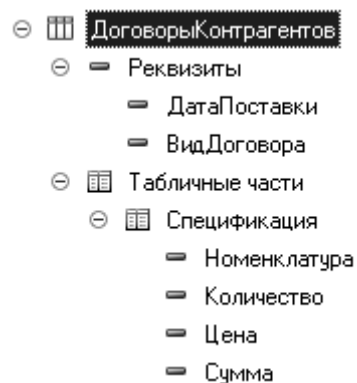 ДоговорыКонтрагентов
Реквизиты
ДатаПоставки
ВидДоговора
Табличные части
Спецификация
Номенклатура
Количество
Цена
Сумма